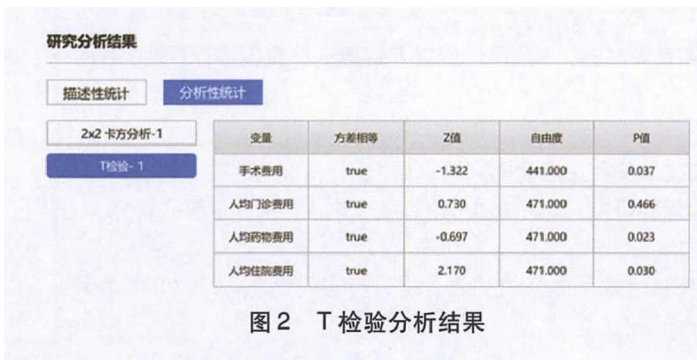 研究分析结果
描述性统计 分析性统计
2x2 卡方分析-1
T检验- 1
变量 方差相等 Z值 自由度 P值
手术费用 true -1.322 441.000 0.037
人均门诊费用 true 0.730 471.000 0.466
人均药物费用 true -0.697 471.000 0.023
人均住院费用 true 2.170 471.000 0.030
图2 T检验分析结果